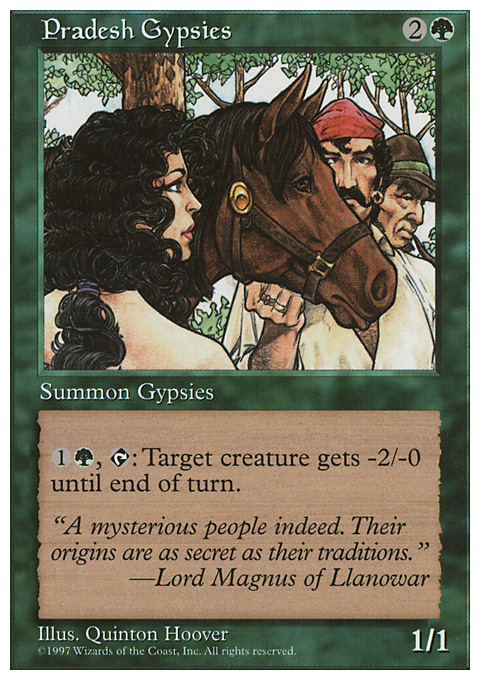 Pradesh Gypsies 2
Summon Gypsies
1 , : Target creature gets -2/-0
until end of turn.
“A mysterious people indeed. Their
origins are as secret as their traditions.”
—Lord Magnus of Llanowar
Illus. Quinton Hoover
1/1
©1997 Wizards of the Coast, Inc. All rights reserved.